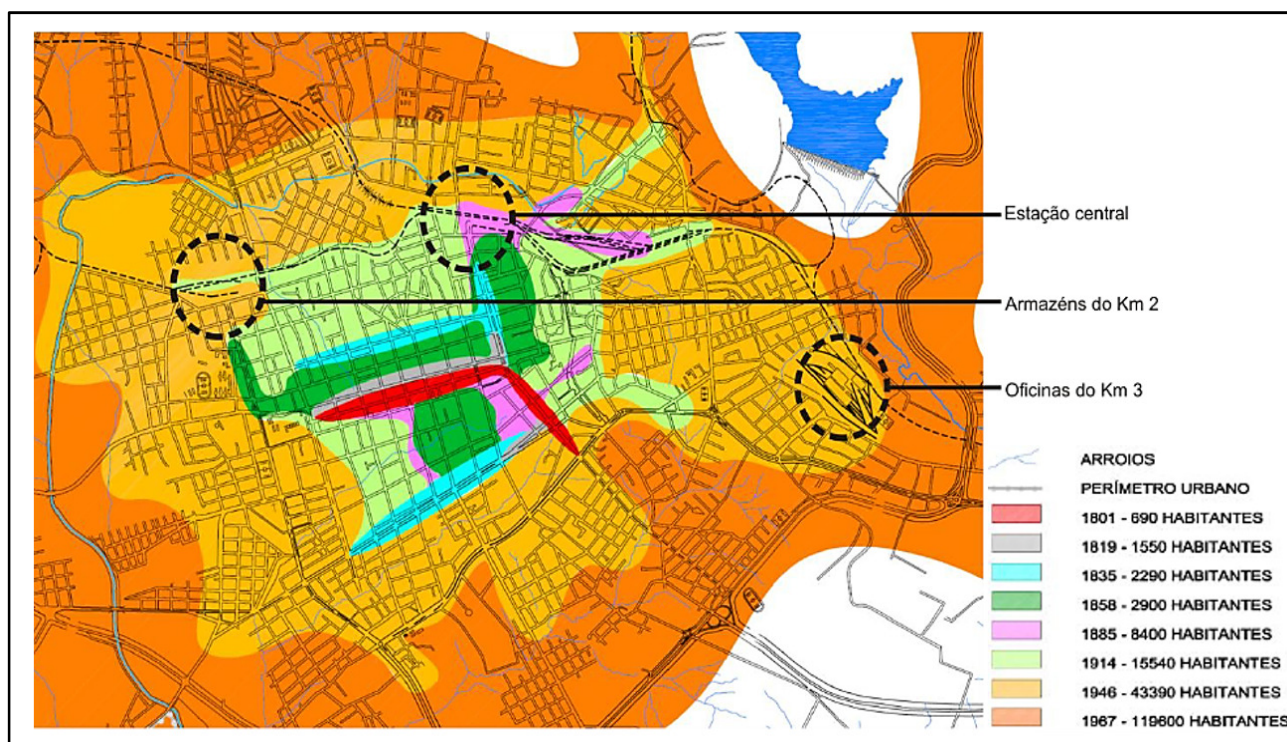 Estação central
Armazéns do Km 2
Oficinas do Km 3
ARROIOS
PERÍMETRO URBANO
1801 - 690 HABITANTES
1819 - 1550 HABITANTES
1835 - 2290 HABITANTES
1858 - 2900 HABITANTES
1885 - 8400 HABITANTES
1914 - 15540 HABITANTES
1946 - 43390 HABITANTES
1967 - 119600 HABITANTES